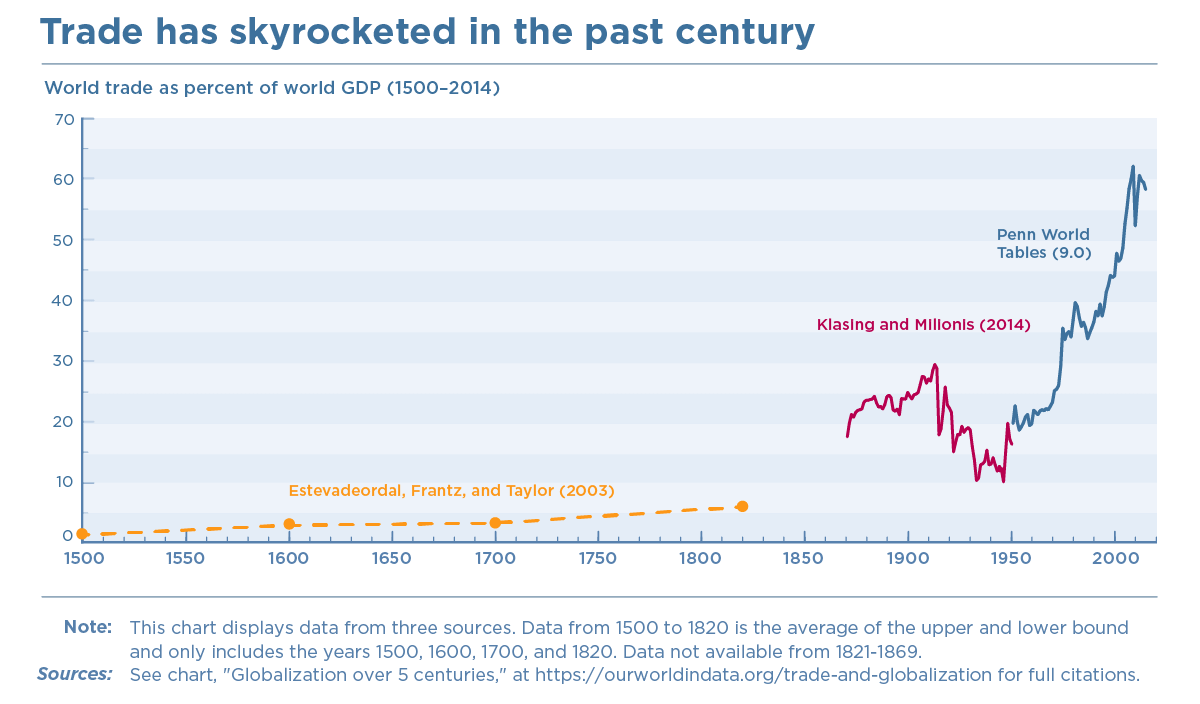 Trade has skyrocketed in the past century
World trade as percent of world GDP (1500–2014)
70
60
50
40
30
20
10
0
Penn World
Tables (9.0)
Klasing and Milionis (2014)
Estevadeordal, Frantz, and Taylor (2003)
1500 1550 1600 1650 1700 1750 1800 1850 1900 1950 2000
Note: This chart displays data from three sources. Data from 1500 to 1820 is the average of the upper and lower bound
and only includes the years 1500, 1600, 1700, and 1820. Data not available from 1821-1869.
Sources: See chart, "Globalization over 5 centuries," at https://ourworldindata.org/trade-and-globalization for full citations.